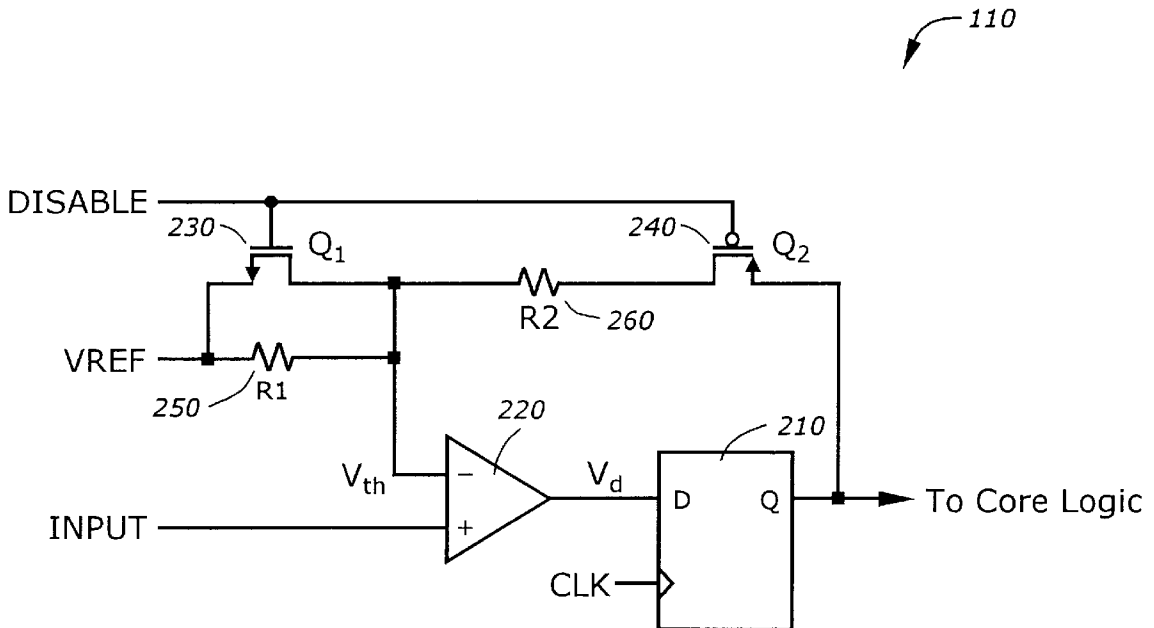 110
DISABLE
230
Q1
240
Q2
R2
260
VREF
R1
250
220
210
Vth
−
+
Vd
D
Q
To Core Logic
INPUT
CLK